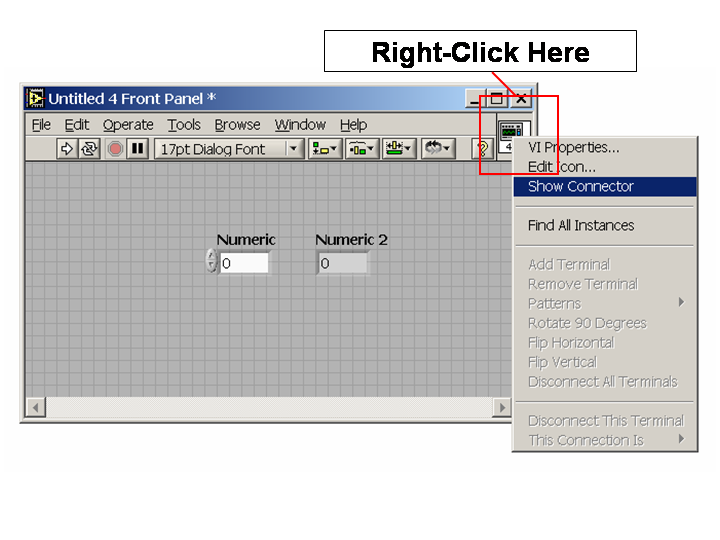 Right-Click Here
Untitled 4 Front Panel *
File Edit Operate Tools Browse Window Help
17pt Dialog Font
?
4
VI Properties...
Edit Icon...
Show Connector
Find All Instances
Numeric
Numeric 2
0
0
Add Terminal
Remove Terminal
Patterns
Rotate 90 Degrees
Flip Horizontal
Flip Vertical
Disconnect All Terminals
Disconnect This Terminal
This Connection Is